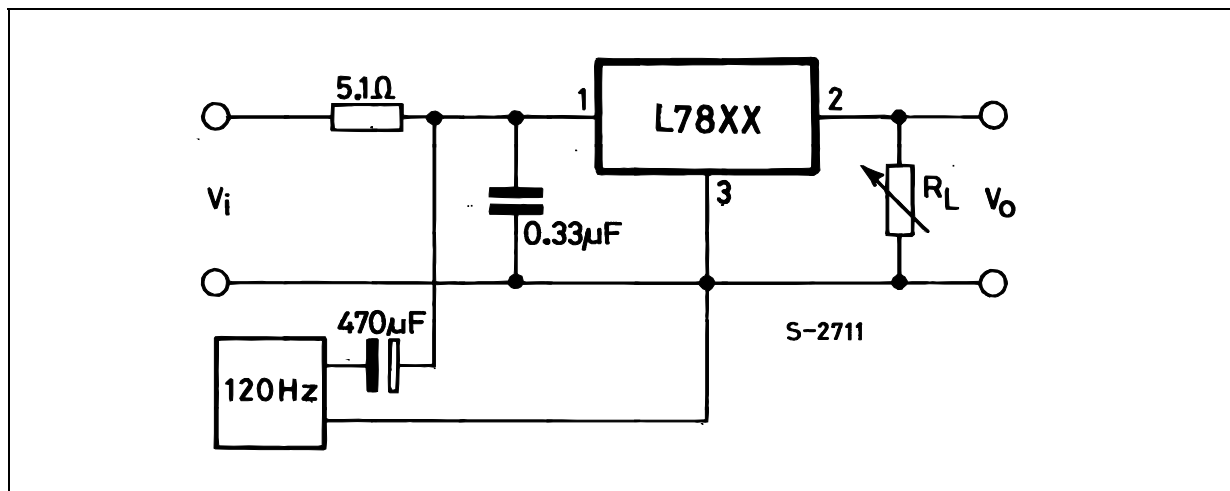 5.1Ω
1
L78XX
2
3
Vi
0.33µF
RL
Vo
470µF
S-2711
120Hz